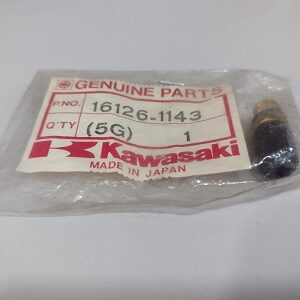 GENUINE PARTS
P.NO. 16126-1143
Q'TY (5G) 1
Kawasaki
MADE IN JAPAN